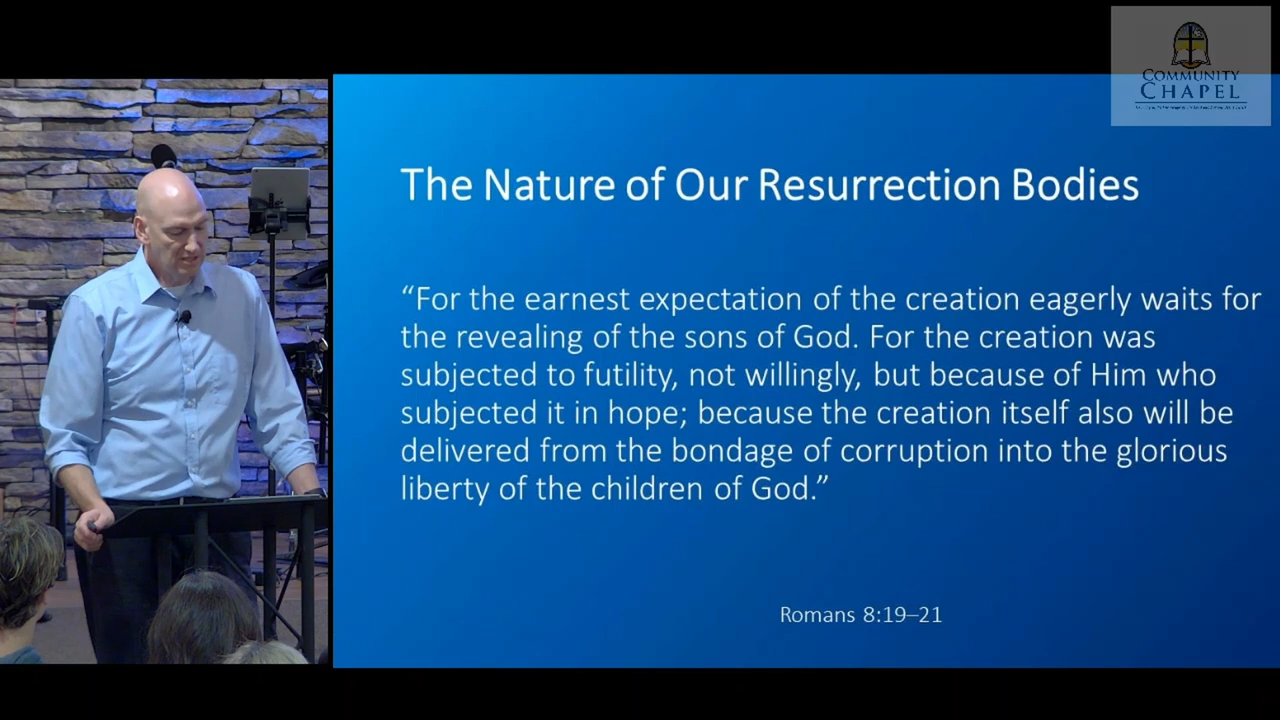 COMMUNITY
CHAPEL
The Nature of Our Resurrection Bodies
“For the earnest expectation of the creation eagerly waits for
the revealing of the sons of God. For the creation was
subjected to futility, not willingly, but because of Him who
subjected it in hope; because the creation itself also will be
delivered from the bondage of corruption into the glorious
liberty of the children of God.”
Romans 8:19–21